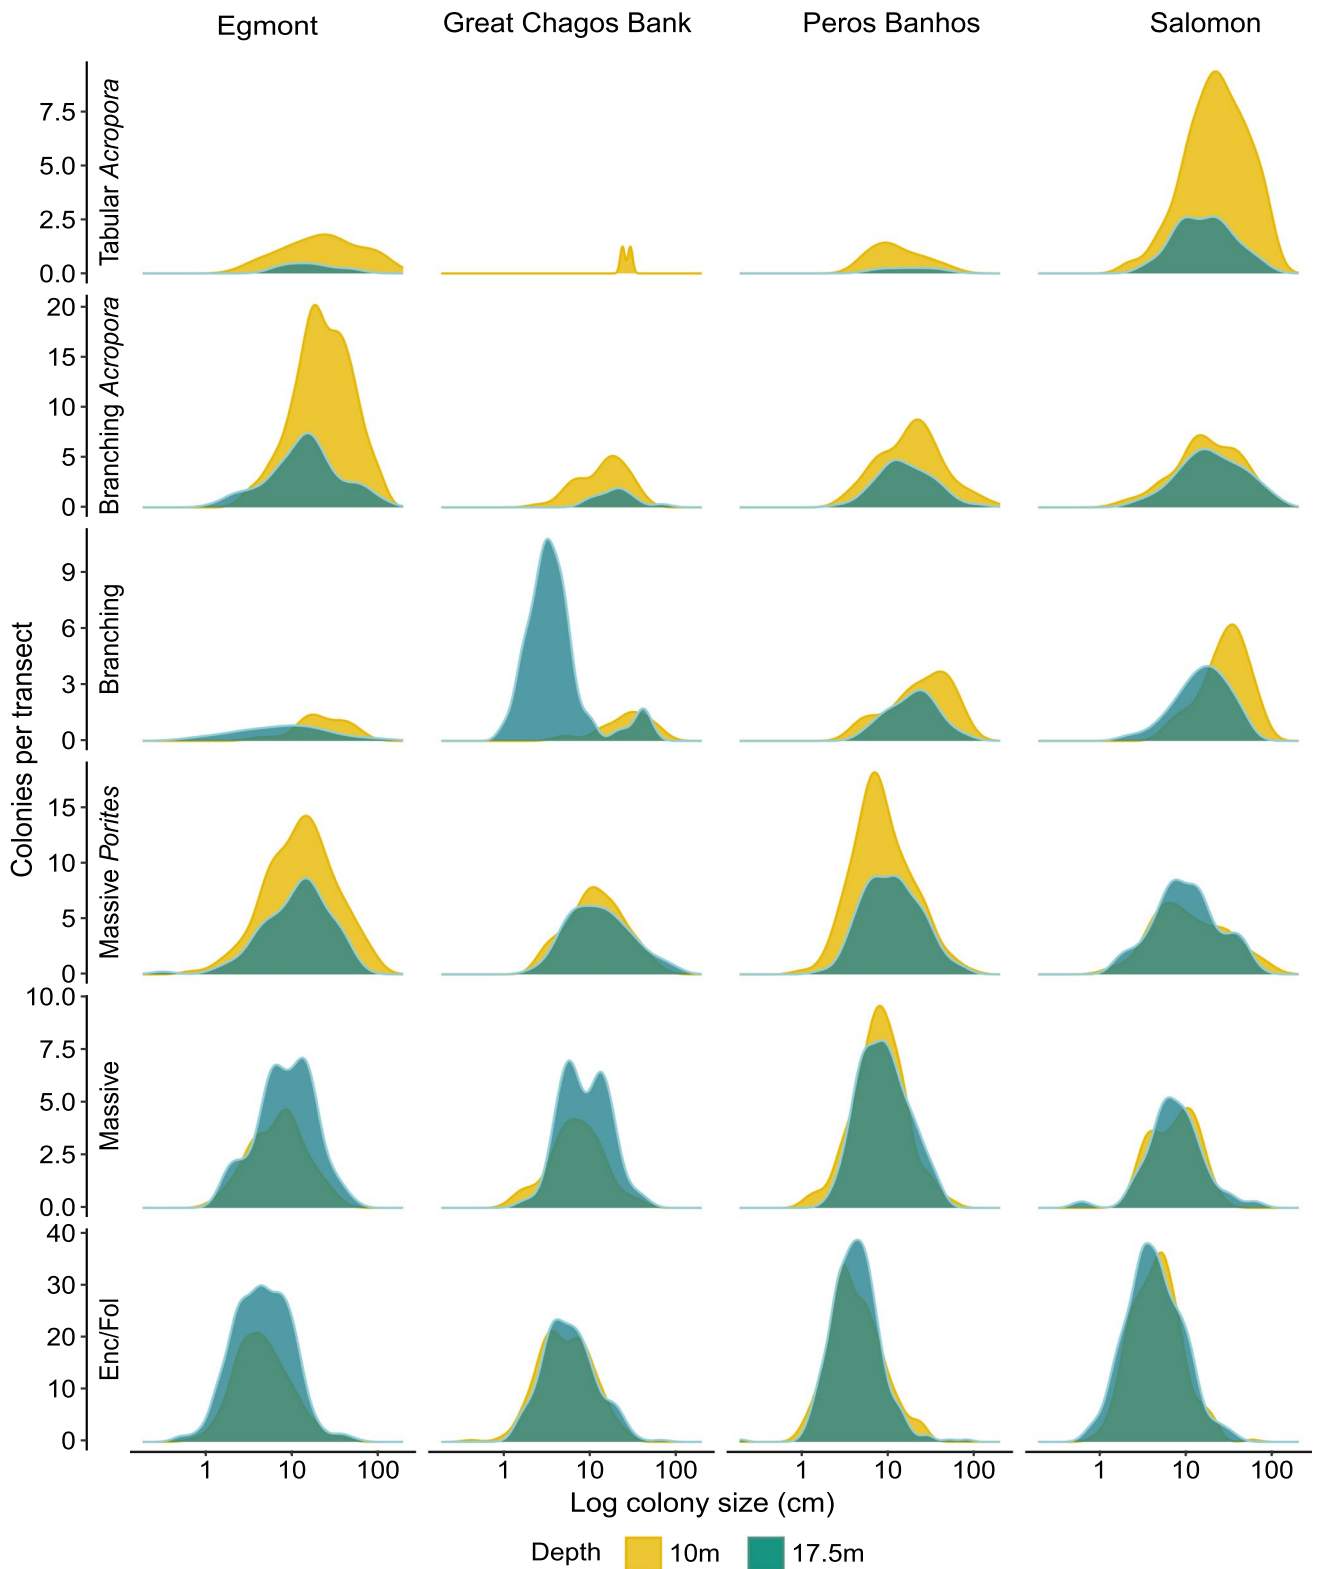 Egmont Great Chagos Bank Peros Banhos Salomon
Colonies per transect
Tabular Acropora
7.5
5.0
2.5
0.0
Branching Acropora
20
15
10
5
0
Branching
9
6
3
0
Massive Porites
15
10
5
0
Massive
10.0
7.5
5.0
2.5
0.0
Enc/Fol
40
30
20
10
0
1 10 100 1 10 100 1 10 100 1 10 100
Log colony size (cm)
Depth 10m 17.5m